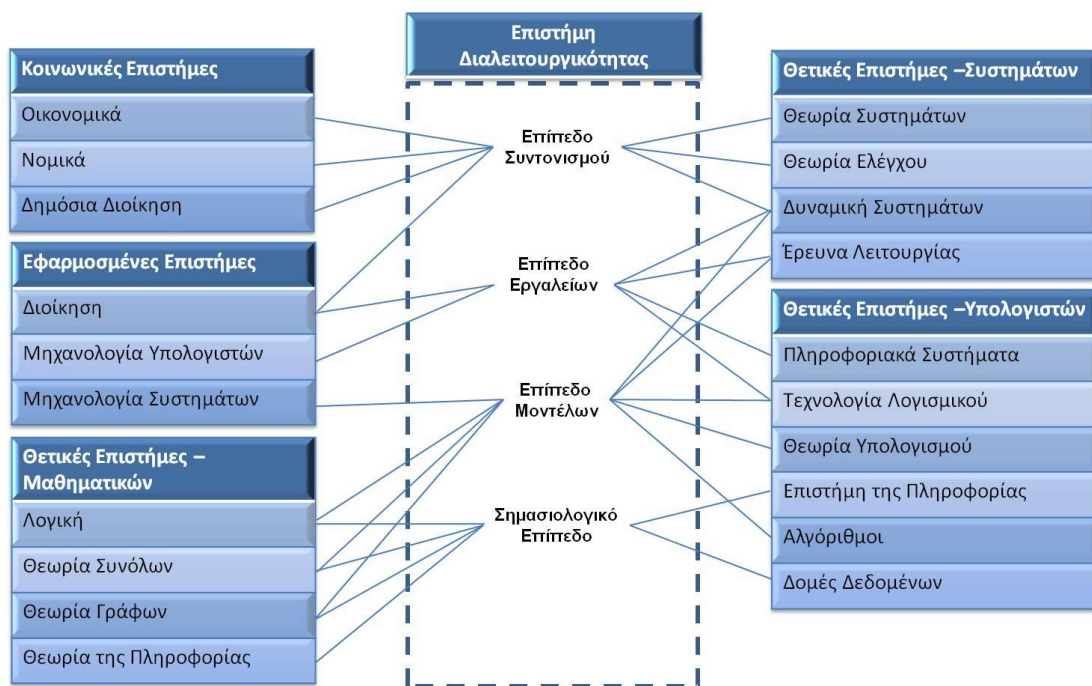 Κοινωνικές Επιστήμες
Οικονομικά
Νομικά
Δημόσια Διοίκηση
Εφαρμοσμένες Επιστήμες
Διοίκηση
Μηχανολογία Υπολογιστών
Μηχανολογία Συστημάτων
Θετικές Επιστήμες –
Μαθηματικών
Λογική
Θεωρία Συνόλων
Θεωρία Γράφων
Θεωρία της Πληροφορίας
Επιστήμη
Διαλειτουργικότητας
Επίπεδο
Συντονισμού
Επίπεδο
Εργαλείων
Επίπεδο
Μοντέλων
Σημασιολογικό
Επίπεδο
Θετικές Επιστήμες –Συστημάτων
Θεωρία Συστημάτων
Θεωρία Ελέγχου
Δυναμική Συστημάτων
Έρευνα Λειτουργίας
Θετικές Επιστήμες –Υπολογιστών
Πληροφοριακά Συστήματα
Τεχνολογία Λογισμικού
Θεωρία Υπολογισμού
Επιστήμη της Πληροφορίας
Αλγόριθμοι
Δομές Δεδομένων